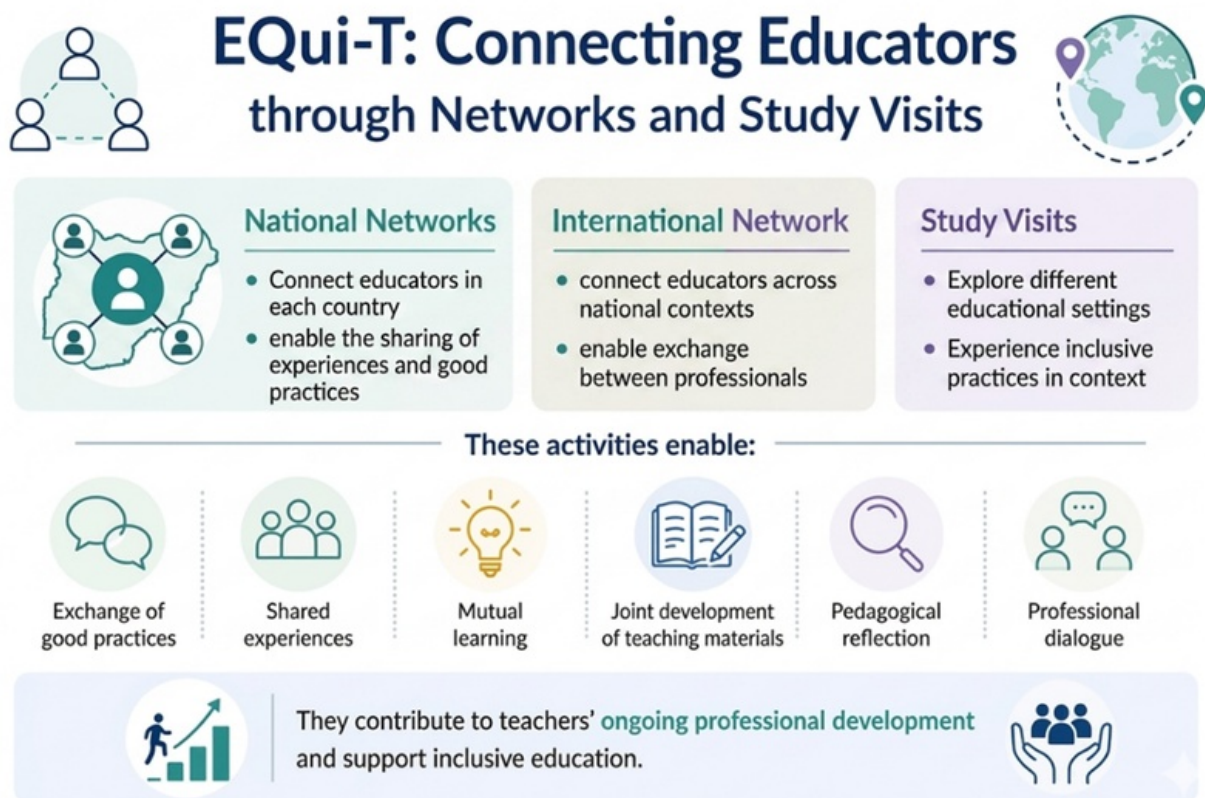 EQui-T: Connecting Educators
through Networks and Study Visits
National Networks
• Connect educators in
each country
• enable the sharing of
experiences and good
practices
International Network
• connect educators across
national contexts
• enable exchange
between professionals
Study Visits
• Explore different
educational settings
• Experience inclusive
practices in context
These activities enable:
Exchange of
good practices
Shared
experiences
Mutual
learning
Joint development
of teaching materials
Pedagogical
reflection
Professional
dialogue
They contribute to teachers’ ongoing professional development
and support inclusive education.